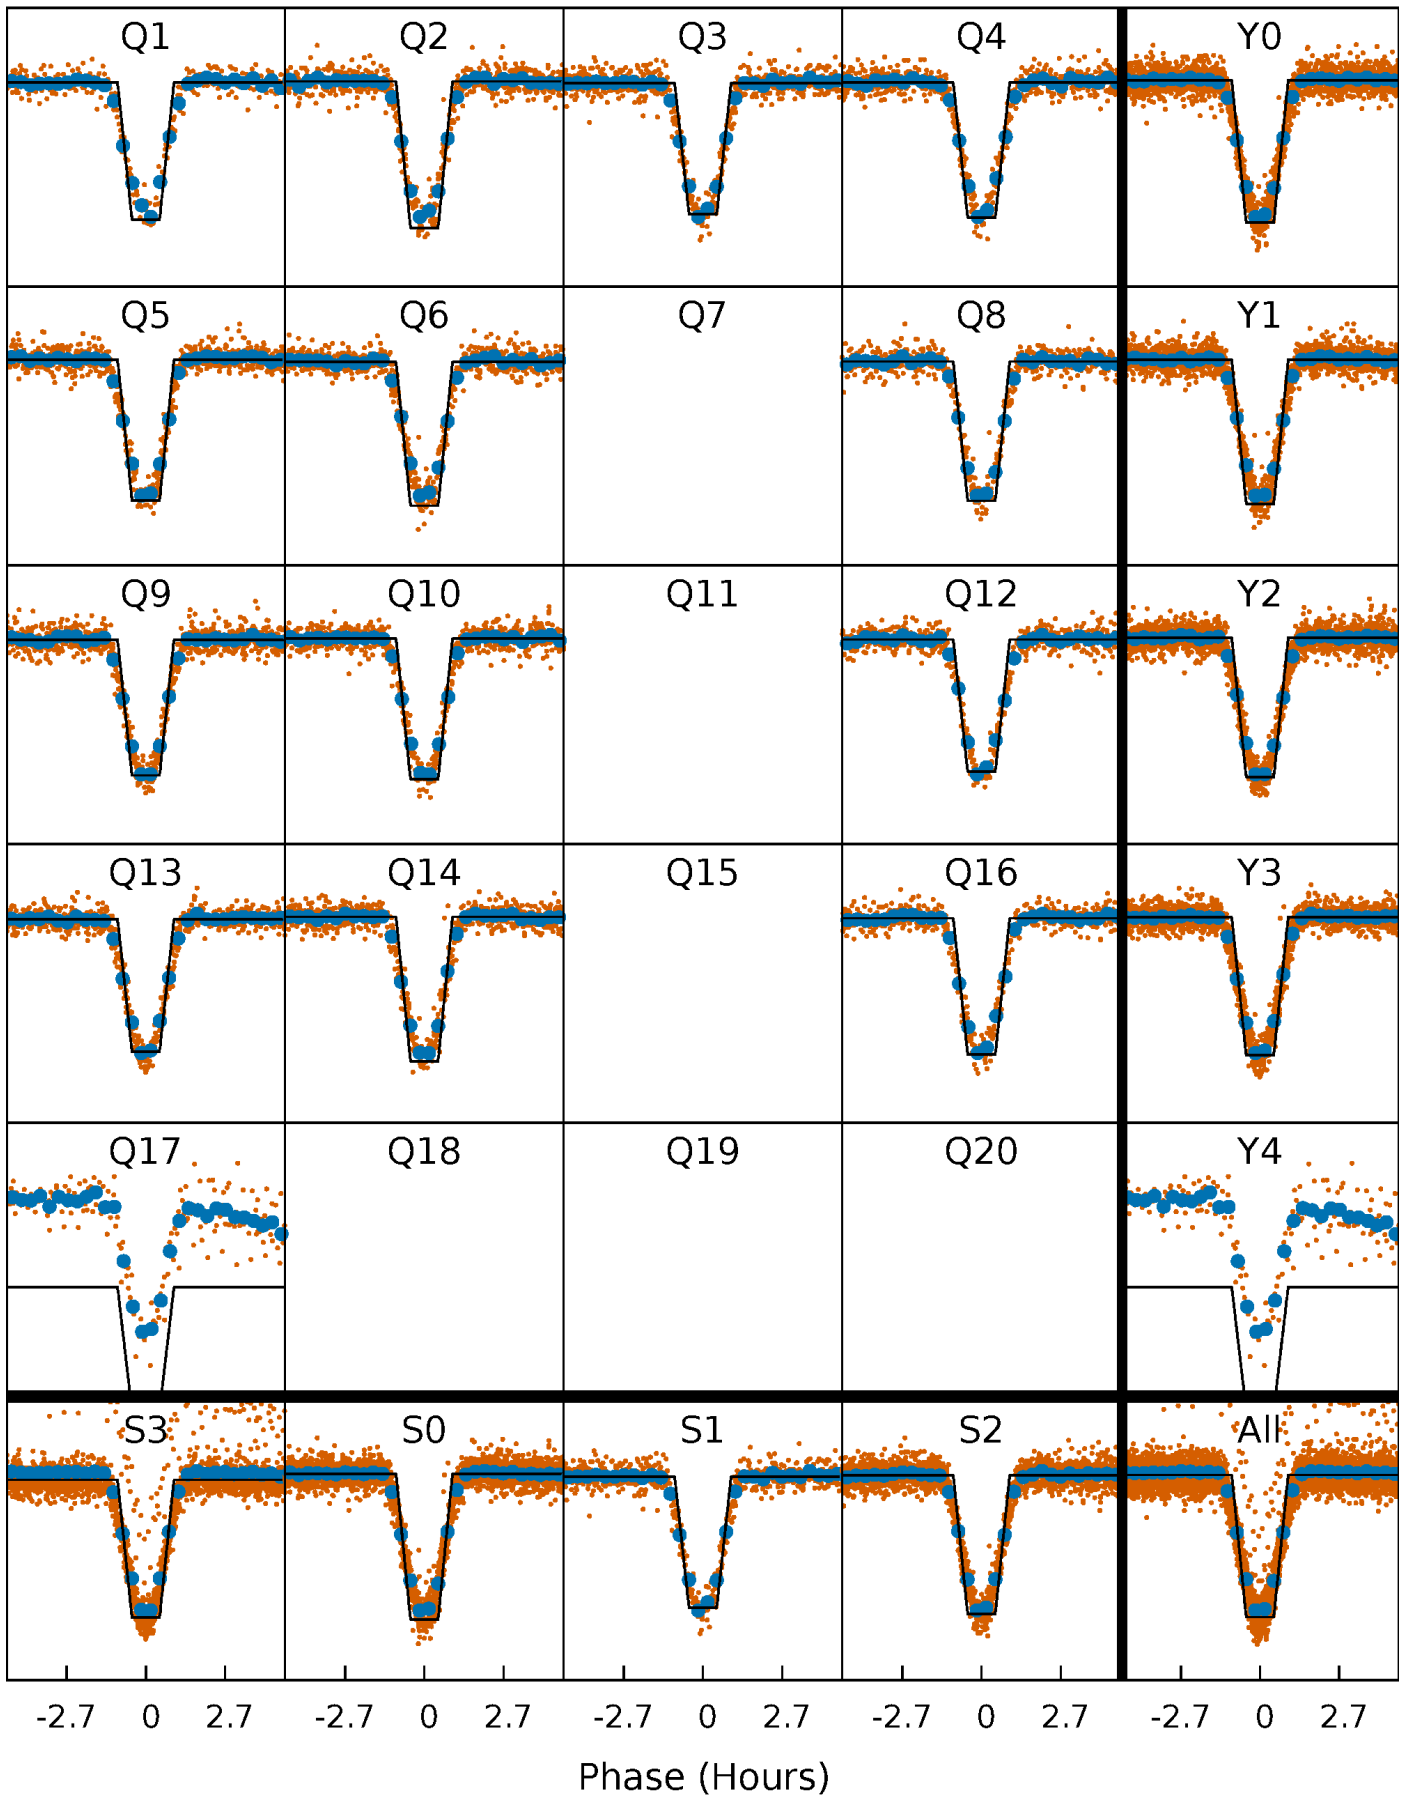 Q1 Q2 Q3 Q4 Y0
Q5 Q6 Q7 Q8 Y1
Q9 Q10 Q11 Q12 Y2
Q13 Q14 Q15 Q16 Y3
Q17 Q18 Q19 Q20 Y4
S3 S0 S1 S2 All
-2.7 0 2.7 -2.7 0 2.7 -2.7 0 2.7 -2.7 0 2.7 -2.7 0 2.7
Phase (Hours)